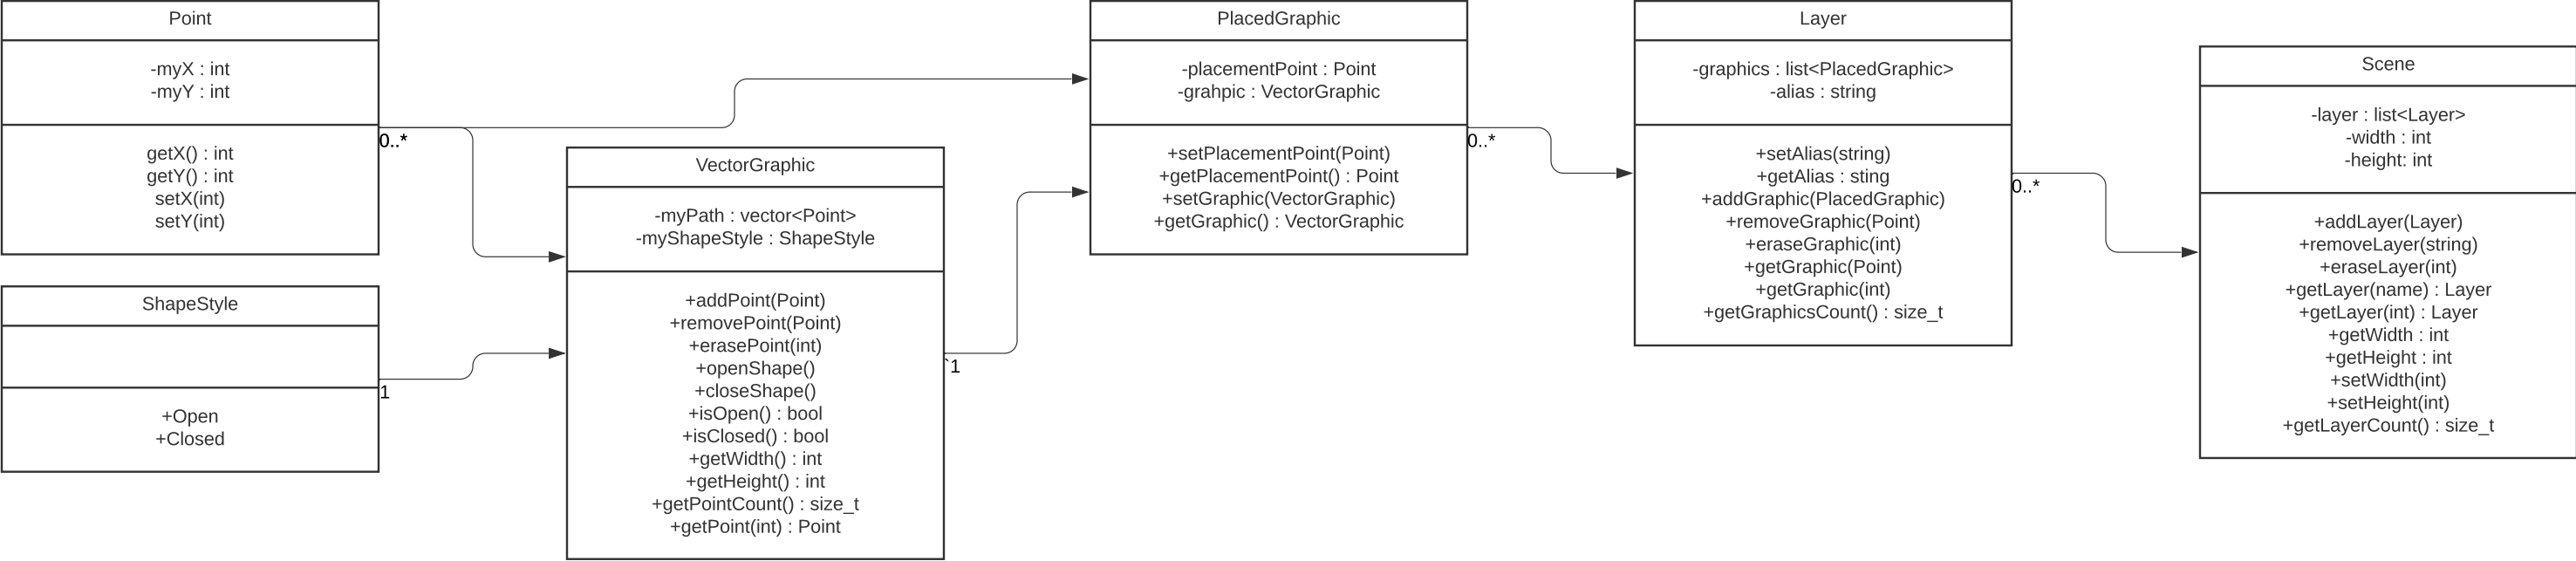 Point
-myX : int
-myY : int
getX() : int
getY() : int
setX(int)
setY(int)
0..*
ShapeStyle
+Open
+Closed
1
VectorGraphic
-myPath : vector<Point>
-myShapeStyle : ShapeStyle
+addPoint(Point)
+removePoint(Point)
+erasePoint(int)
+openShape()
+closeShape()
+isOpen() : bool
+isClosed() : bool
+getWidth() : int
+getHeight() : int
+getPointCount() : size_t
+getPoint(int) : Point
`1
PlacedGraphic
-placementPoint : Point
-grahpic : VectorGraphic
+setPlacementPoint(Point)
+getPlacementPoint() : Point
+setGraphic(VectorGraphic)
+getGraphic() : VectorGraphic
0..*
Layer
-graphics : list<PlacedGraphic>
-alias : string
+setAlias(string)
+getAlias : sting
+addGraphic(PlacedGraphic)
+removeGraphic(Point)
+eraseGraphic(int)
+getGraphic(Point)
+getGraphic(int)
+getGraphicsCount() : size_t
0..*
Scene
-layer : list<Layer>
-width : int
-height: int
+addLayer(Layer)
+removeLayer(string)
+eraseLayer(int)
+getLayer(name) : Layer
+getLayer(int) : Layer
+getWidth : int
+getHeight : int
+setWidth(int)
+setHeight(int)
+getLayerCount() : size_t